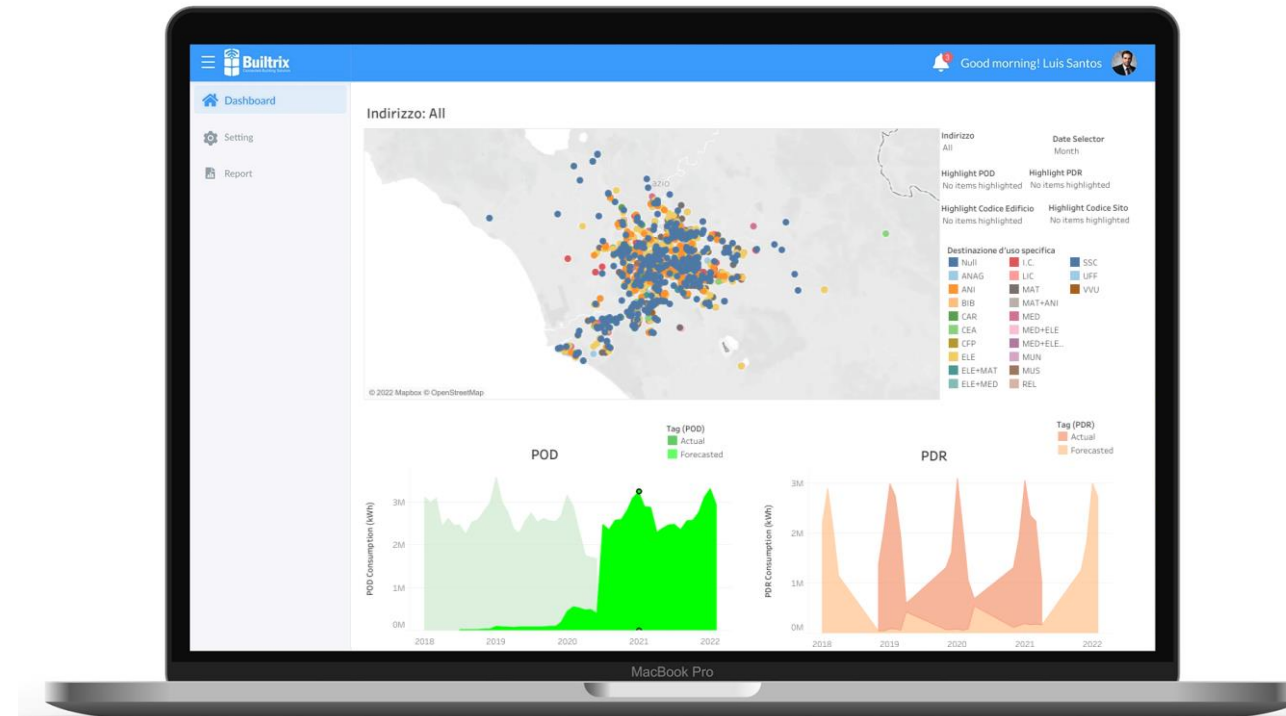 Builtrix
3
Good morning! Luis Santos
Dashboard
Setting
Report
Indirizzo: All
azio
© 2022 Mapbox © OpenStreetMap
Indirizzo
All
Date Selector
Month
Highlight POD
No items highlighted
Highlight PDR
No items highlighted
Highlight Codice Edificio
No items highlighted
Highlight Codice Sito
No items highlighted
Destinazione d'uso specifica
Null
ANAG
ANI
BIB
CAR
CEA
CFP
ELE
ELE+MAT
ELE+MED
I.C.
LIC
MAT
MAT+ANI
MED
MED+ELE
MED+ELE..
MUN
MUS
REL
SSC
UFF
VVU
POD
Tag (POD)
Actual
Forecasted
POD Consumption (kWh)
3M
2M
1M
0M
2018 2019 2020 2021 2022
PDR
Tag (PDR)
Actual
Forecasted
PDR Consumption (kWh)
3M
2M
1M
0M
2018 2019 2020 2021 2022
MacBook Pro